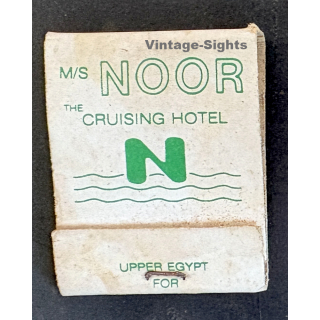 Vintage-Sights
M/S NOOR
THE CRUISING HOTEL
N
UPPER EGYPT
FOR